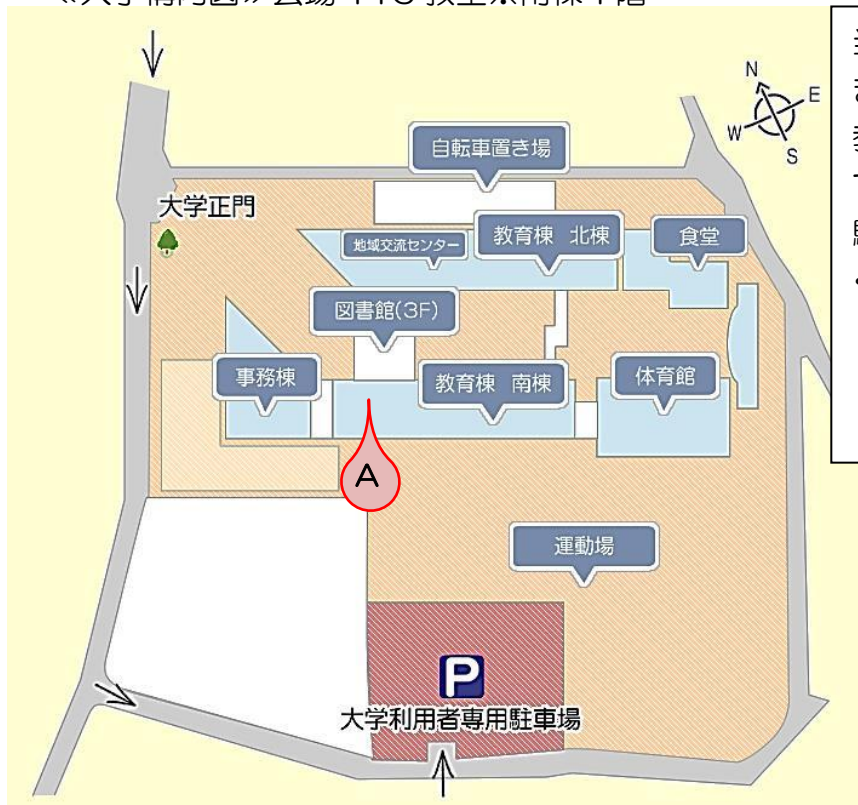 N
E
W
S
自転車置き場
大学正門
地域交流センター
教育棟 北棟
食堂
図書館(3F)
事務棟
教育棟 南棟
体育館
A
運動場
P
大学利用者専用駐車場